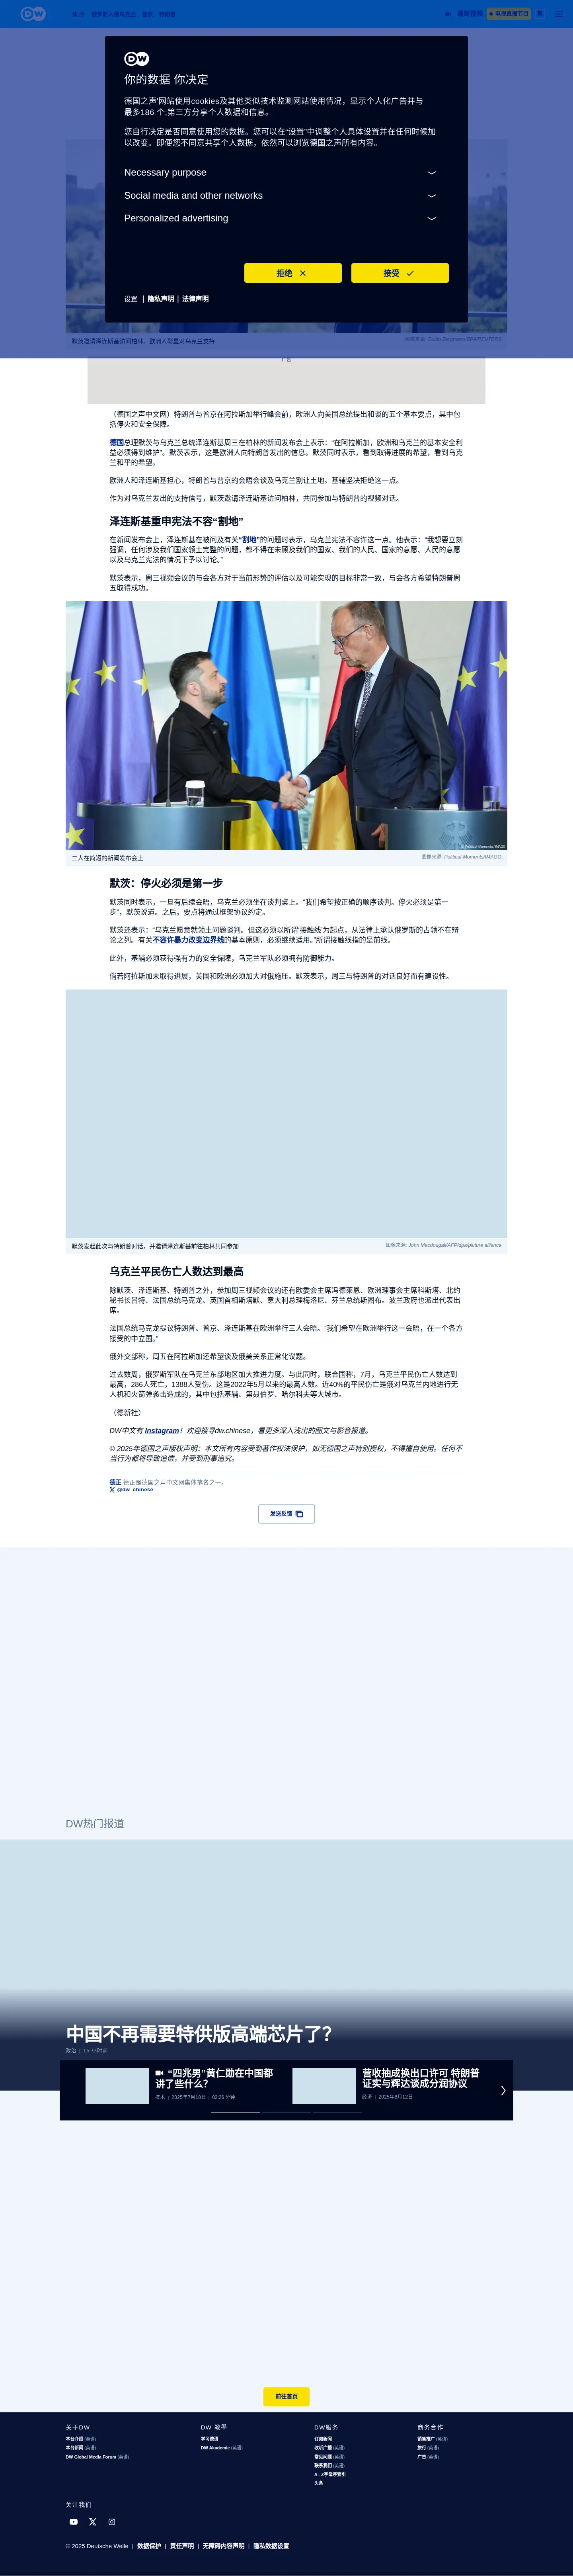 DW
热点
俄罗斯入侵乌克兰
普京
特朗普
最新视频
电视直播节目
繁
DW
你的数据 你决定
德国之声'网站使用cookies及其他类似技术监测网站使用情况，显示个人化广告并与
最多186 个;第三方分享个人数据和信息。
您自行决定是否同意使用您的数据。您可以在“设置”中调整个人具体设置并在任何时候加
以改变。即便您不同意共享个人数据，依然可以浏览德国之声所有内容。
Necessary purpose
Social media and other networks
Personalized advertising
拒绝
接受
设置 | 隐私声明 | 法律声明
默茨邀请泽连斯基访问柏林。欧洲人彰显对乌克兰支持
广告
（德国之声中文网）特朗普与普京在阿拉斯加举行峰会前，欧洲人向美国总统提出和谈的五个基本要点，其中包
括停火和安全保障。
德国总理默茨与乌克兰总统泽连斯基周三在柏林的新闻发布会上表示：“在阿拉斯加，欧洲和乌克兰的基本安全利
益必须得到维护”。默茨表示，这是欧洲人向特朗普发出的信息。默茨同时表示，看到取得进展的希望，看到乌克
兰和平的希望。
欧洲人和泽连斯基担心，特朗普与普京的会晤会谈及乌克兰割让土地。基辅坚决拒绝这一点。
作为对乌克兰发出的支持信号，默茨邀请泽连斯基访问柏林，共同参与与特朗普的视频对话。
泽连斯基重申宪法不容“割地”
在新闻发布会上，泽连斯基在被问及有关“割地”的问题时表示，乌克兰宪法不容许这一点。他表示：“我想要立刻
强调，任何涉及我们国家领土完整的问题，都不得在未顾及我们的国家、我们的人民、国家的意愿、人民的意愿
以及乌克兰宪法的情况下予以讨论。”
默茨表示，周三视频会议的与会各方对于当前形势的评估以及可能实现的目标非常一致，与会各方希望特朗普周
五取得成功。
二人在简短的新闻发布会上
图像来源: Political-Moments/IMAGO
默茨：停火必须是第一步
默茨同时表示，一旦有后续会晤，乌克兰必须坐在谈判桌上。“我们希望按正确的顺序谈判。停火必须是第一
步”，默茨说道。之后，要点将通过框架协议约定。
默茨还表示：“乌克兰愿意就领土问题谈判。但这必须以所谓‘接触线’为起点，从法律上承认俄罗斯的占领不在辩
论之列。有关不容许暴力改变边界线的基本原则，必须继续适用。”所谓接触线指的是前线。
此外，基辅必须获得强有力的安全保障，乌克兰军队必须拥有防御能力。
倘若阿拉斯加未取得进展，美国和欧洲必须加大对俄施压。默茨表示，周三与特朗普的对话良好而有建设性。
默茨发起此次与特朗普对话，并邀请泽连斯基前往柏林共同参加
图像来源: John Macdougall/AFP/dpa/picture alliance
乌克兰平民伤亡人数达到最高
除默茨、泽连斯基、特朗普之外，参加周三视频会议的还有欧委会主席冯德莱恩、欧洲理事会主席科斯塔、北约
秘书长吕特、法国总统马克龙、英国首相斯塔默、意大利总理梅洛尼、芬兰总统斯图布。波兰政府也派出代表出
席。
法国总统马克龙提议特朗普、普京、泽连斯基在欧洲举行三人会晤。“我们希望在欧洲举行这一会晤，在一个各方
接受的中立国。”
俄外交部称，周五在阿拉斯加还希望谈及俄美关系正常化议题。
过去数周，俄罗斯军队在乌克兰东部地区加大推进力度。与此同时，联合国称，7月，乌克兰平民伤亡人数达到
最高，286人死亡，1388人受伤。这是2022年5月以来的最高人数。近40%的平民伤亡是俄对乌克兰内地进行无
人机和火箭弹袭击造成的，其中包括基辅、第聂伯罗、哈尔科夫等大城市。
（德新社）
DW中文有 Instagram！欢迎搜寻dw.chinese，看更多深入浅出的图文与影音报道。
© 2025年德国之声版权声明：本文所有内容受到著作权法保护，如无德国之声特别授权，不得擅自使用。任何不
当行为都将导致追偿，并受到刑事追究。
德正 德正是德国之声中文网集体笔名之一。
@dw_chinese
发送反馈
DW热门报道
中国不再需要特供版高端芯片了？
政治 | 15 小时前
“四兆男”黄仁勋在中国都
讲了些什么？
技术 | 2025年7月18日 | 02:26 分钟
营收抽成换出口许可 特朗普
证实与辉达谈成分润协议
经济 | 2025年8月12日
前往首页
关于DW
本台介绍 (英语)
本台新闻 (英语)
DW Global Media Forum (英语)
DW 教学
学习德语
DW Akademie (英语)
DW服务
订阅新闻
收听广播 (英语)
常见问题 (英语)
联系我们 (英语)
A - Z字母序索引
头条
商务合作
销售推广 (英语)
旅行 (英语)
广告 (英语)
关注我们
© 2025 Deutsche Welle | 数据保护 | 责任声明 | 无障碍内容声明 | 隐私数据设置